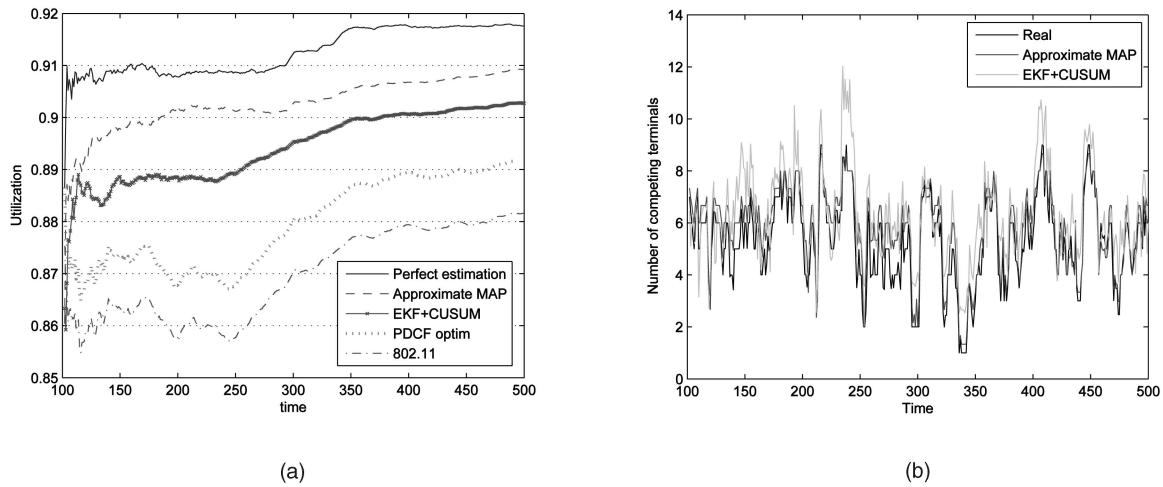 0.92
0.91
0.9
0.89
0.88
0.87
0.86
0.85
Utilization
100 150 200 250 300 350 400 450 500
time
Perfect estimation
Approximate MAP
EKF+CUSUM
PDCF optim
802.11
(a)
14
12
10
8
6
4
2
0
Number of competing terminals
100 150 200 250 300 350 400 450 500
Time
Real
Approximate MAP
EKF+CUSUM
(b)